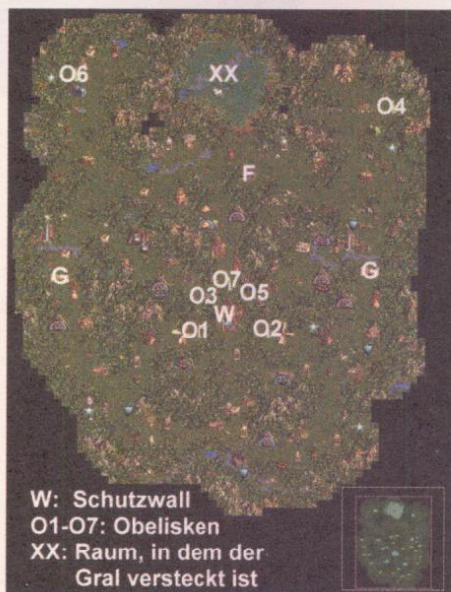 O6 XX O4
F
G G
O7
O3 O5
W
O1 O2
W: Schutzwall
O1-O7: Obelisken
XX: Raum, in dem der
Gral versteckt ist